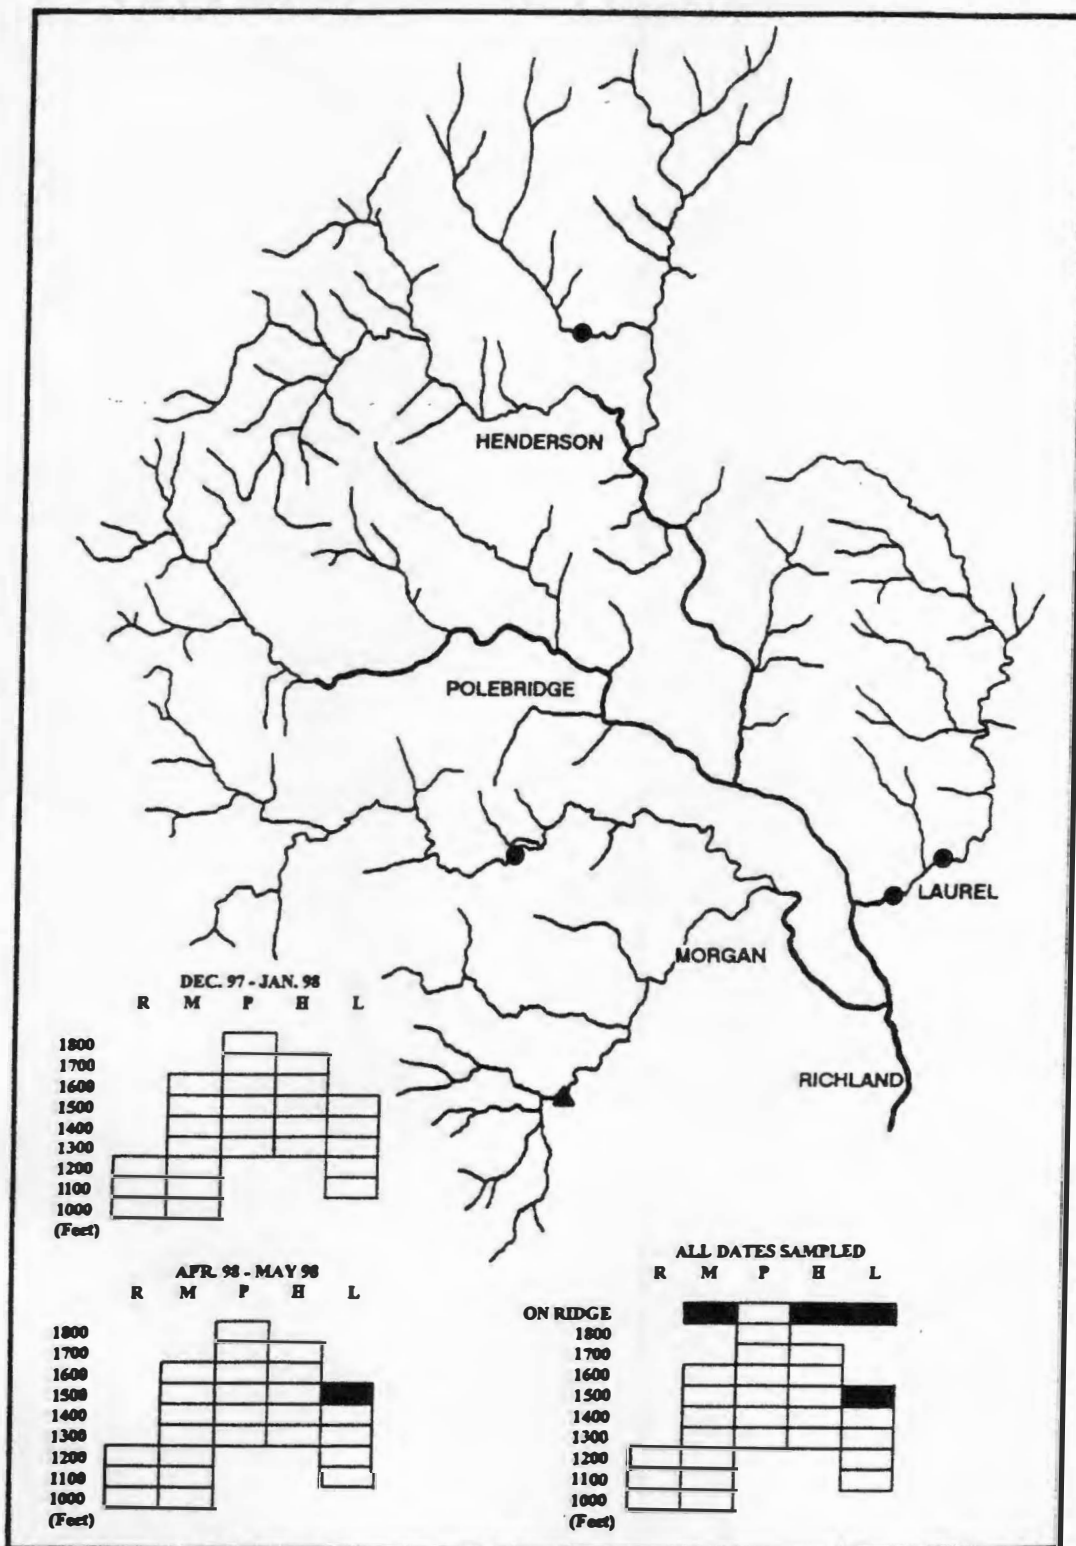 HENDERSON
POLEBRIDGE
LAUREL
MORGAN
RICHLAND
DEC. 97 - JAN. 98
R M P H L
1800
1700
1600
1500
1400
1300
1200
1100
1000
(Feet)
APR. 98 - MAY 98
R M P H L
1800
1700
1600
1500
1400
1300
1200
1100
1000
(Feet)
ALL DATES SAMPLED
R M P H L
ON RIDGE
1800
1700
1600
1500
1400
1300
1200
1100
1000
(Feet)